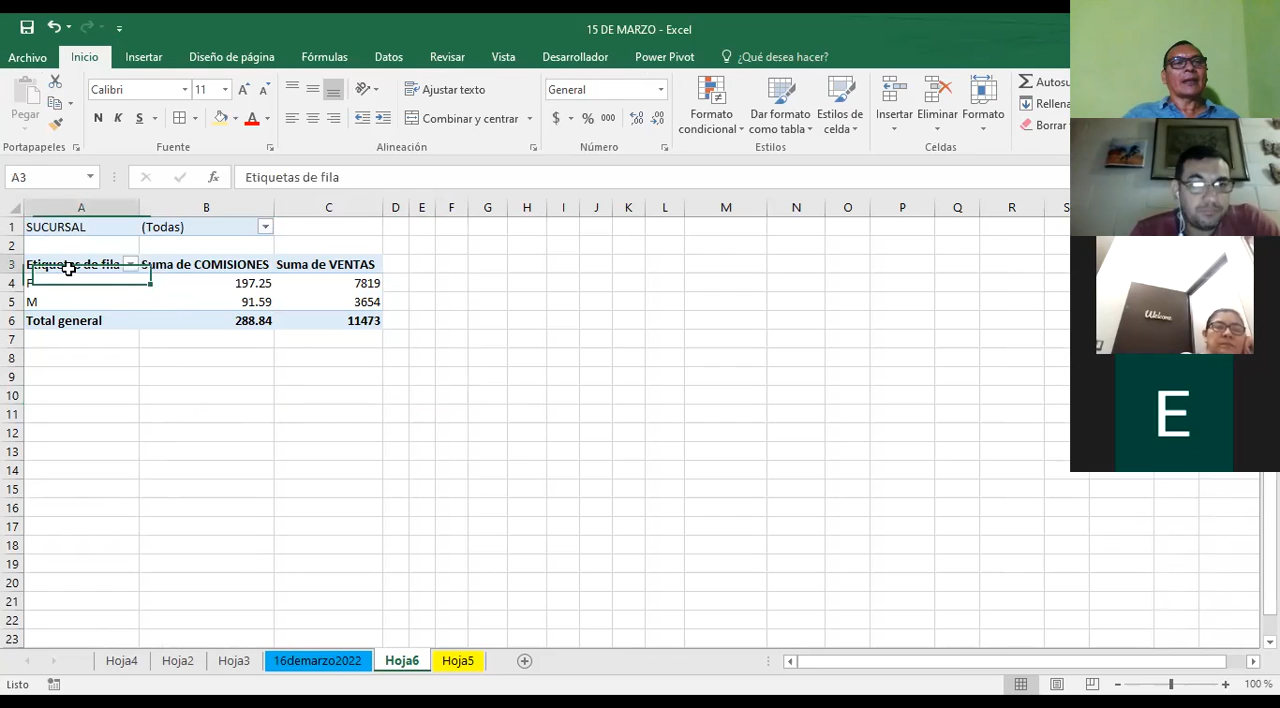 15 DE MARZO - Excel
Archivo Inicio Insertar Diseño de página Fórmulas Datos Revisar Vista Desarrollador Power Pivot ¿Qué desea hacer?
Pegar
Calibri 11
N K S
Ajustar texto
Combinar y centrar
General
$ % 000
Formato condicional
Dar formato como tabla
Estilos de celda
Insertar
Eliminar
Formato
Autosu
Rellena
Borrar
Portapapeles Fuente Alineación Número Estilos Celdas
A3 fx Etiquetas de fila
A B C D E F G H I J K L M N O P Q R S
1 SUCURSAL (Todas)
2
3 Etiquetas de fila Suma de COMISIONES Suma de VENTAS
4 F 197.25 7819
5 M 91.59 3654
6 Total general 288.84 11473
7
8
9
10
11
12
13
14
15
16
17
18
19
20
21
22
23
Hoja4 Hoja2 Hoja3 16demarzo2022 Hoja6 Hoja5
Listo 100 %
Welcome
E